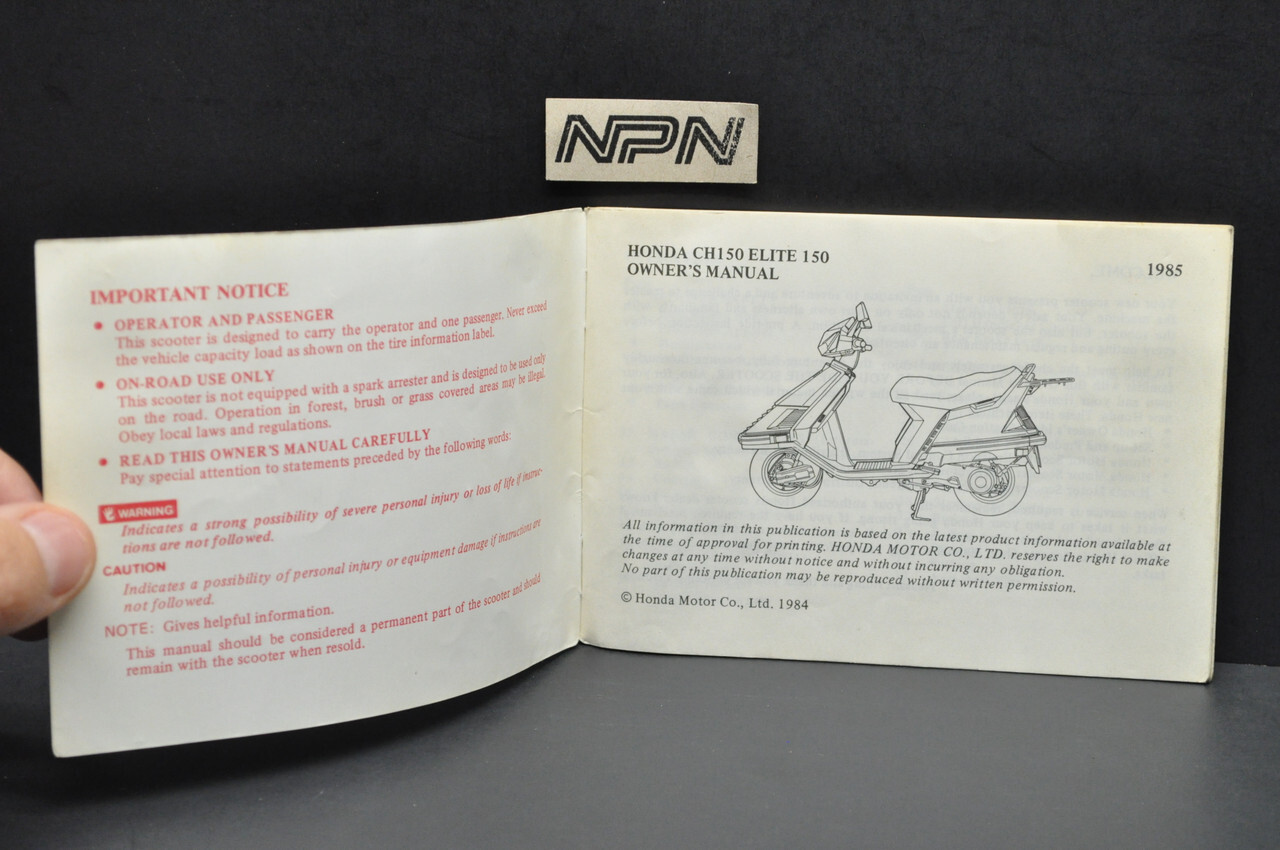 NPN
IMPORTANT NOTICE
• OPERATOR AND PASSENGER
This scooter is designed to carry the operator and one passenger. Never exceed
the vehicle capacity load as shown on the tire information label.
• ON-ROAD USE ONLY
This scooter is not equipped with a spark arrester and is designed to be used only
on the road. Operation in forest, brush or grass covered areas may be illegal.
Obey local laws and regulations.
• READ THIS OWNER'S MANUAL CAREFULLY
Pay special attention to statements preceded by the following words:
WARNING
Indicates a strong possibility of severe personal injury or loss of life if instruc-
tions are not followed.
CAUTION
Indicates a possibility of personal injury or equipment damage if instructions are
not followed.
NOTE: Gives helpful information.
This manual should be considered a permanent part of the scooter and should
remain with the scooter when resold.
HONDA CH150 ELITE 150
OWNER'S MANUAL 1985
All information in this publication is based on the latest product information available at
the time of approval for printing. HONDA MOTOR CO., LTD. reserves the right to make
changes at any time without notice and without incurring any obligation.
No part of this publication may be reproduced without written permission.
© Honda Motor Co., Ltd. 1984